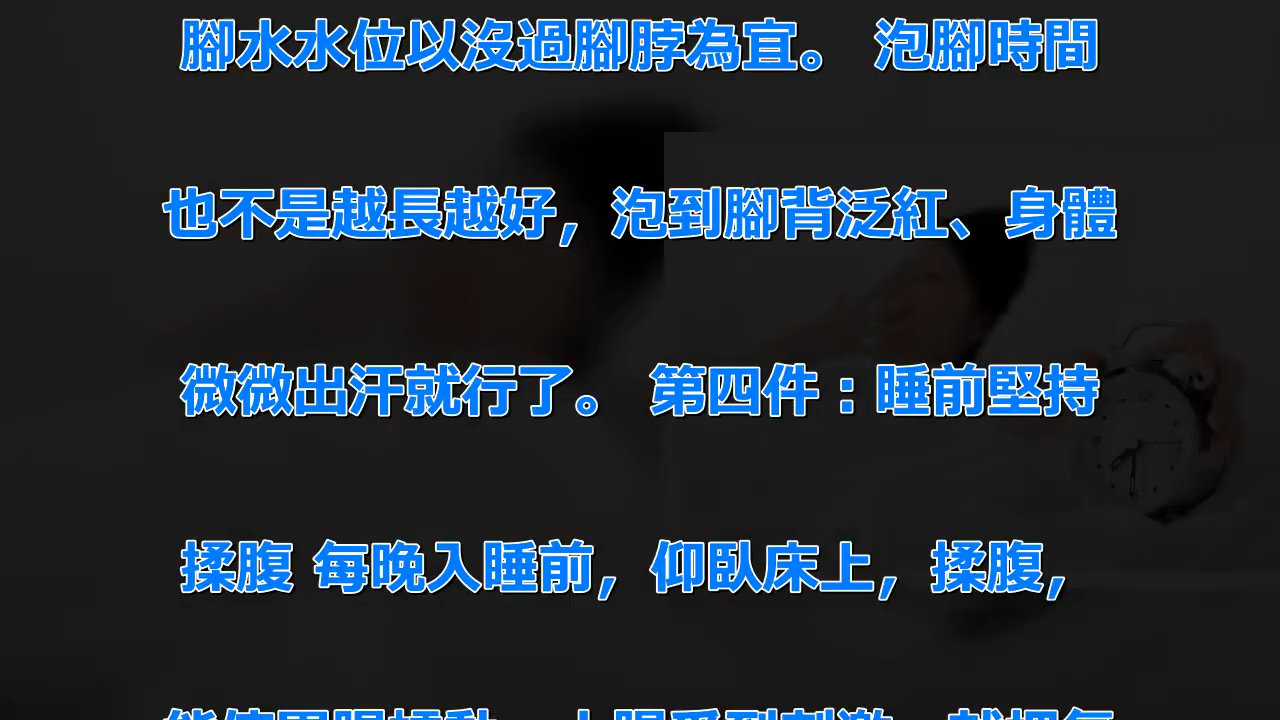 腳水水位以沒過腳脖為宜。 泡腳時間
也不是越長越好，泡到腳背泛紅、身體
微微出汗就行了。 第四件：睡前堅持
揉腹 每晚入睡前，仰臥床上，揉腹，